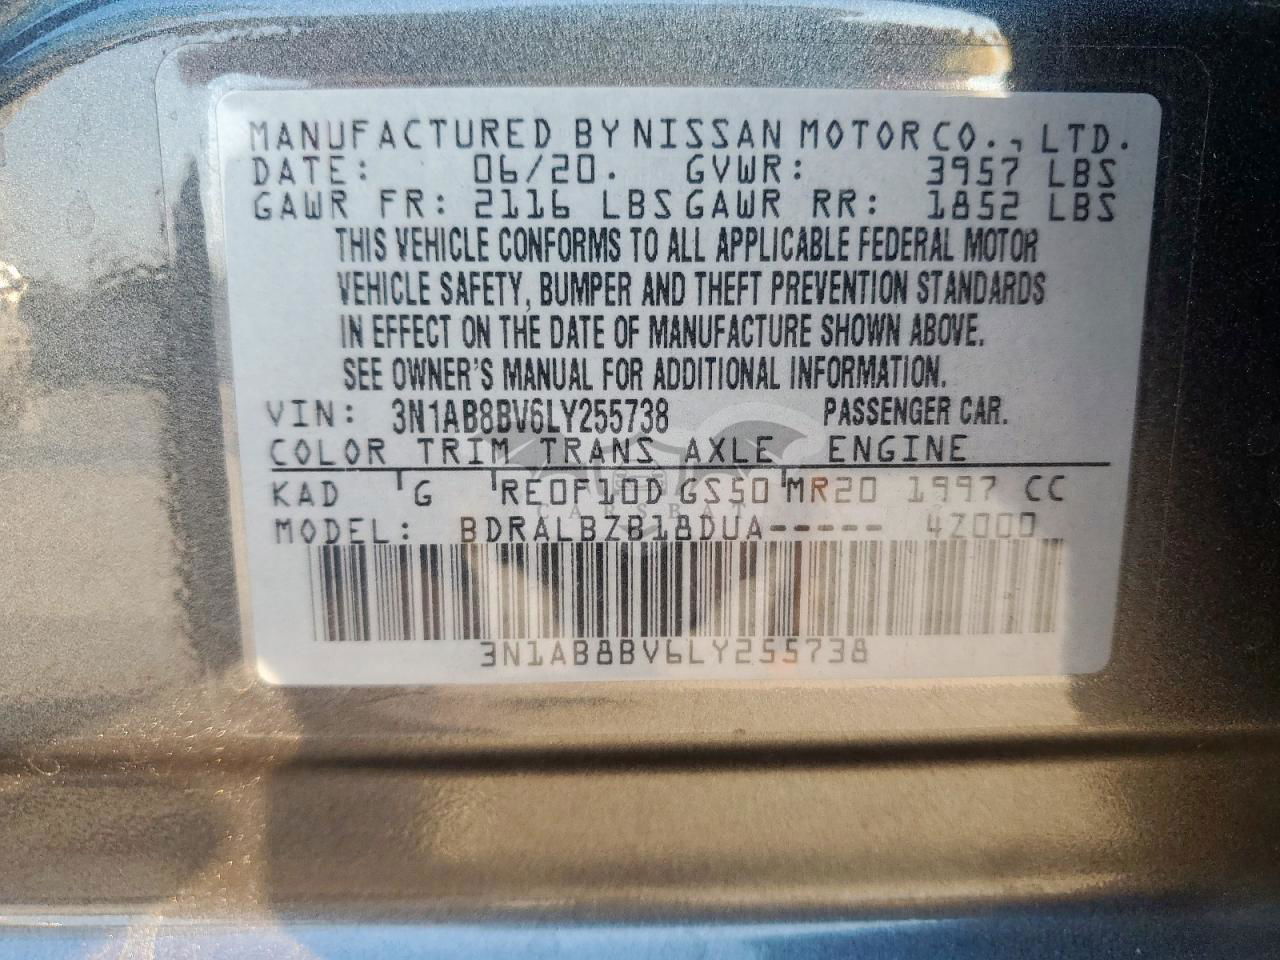 MANUFACTURED BY NISSAN MOTOR CO., LTD.
DATE: 06/20. GVWR: 3957 LBS
GAWR FR: 2116 LBS GAWR RR: 1852 LBS
THIS VEHICLE CONFORMS TO ALL APPLICABLE FEDERAL MOTOR
VEHICLE SAFETY, BUMPER AND THEFT PREVENTION STANDARDS
IN EFFECT ON THE DATE OF MANUFACTURE SHOWN ABOVE.
SEE OWNER'S MANUAL FOR ADDITIONAL INFORMATION.
VIN: 3N1AB8BV6LY255738 PASSENGER CAR.
COLOR TRIM TRANS AXLE ENGINE
KAD G RE0F10D GS50 MR20 1997 CC
CARSBAT
MODEL: BDRALBZB18DUA----- 4Z000
3N1AB8BV6LY255738